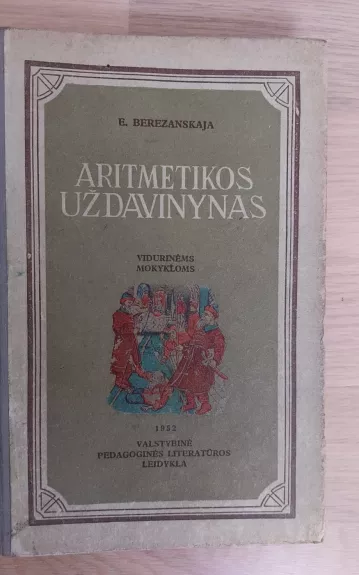 E. BEREZANSKAJA
ARITMETIKOS
UŽDAVINYNAS
VIDURINĖMS
MOKYKLOMS
1952
VALSTYBINĖ
PEDAGOGINĖS LITERATŪROS
LEIDYKLA